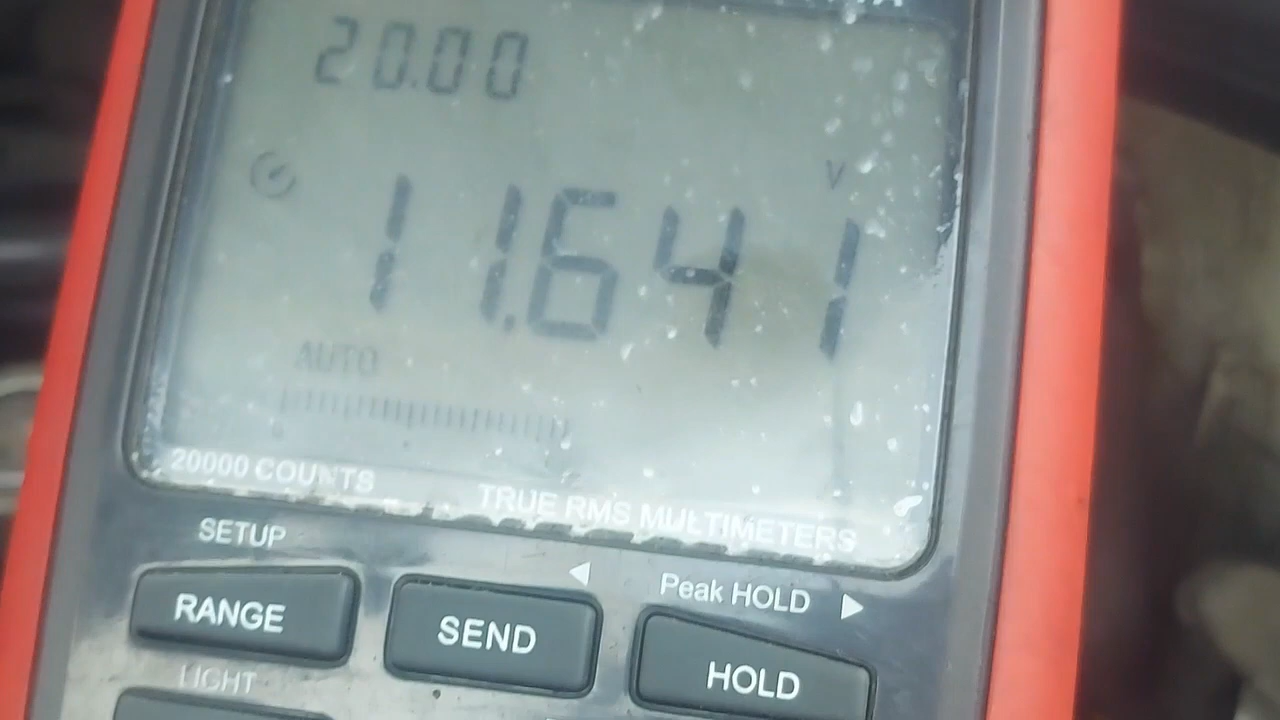 20.00
V
11.641
AUTO
20000 COUNTS
TRUE RMS MULTIMETERS
SETUP
Peak HOLD
RANGE
SEND
HOLD
LIGHT